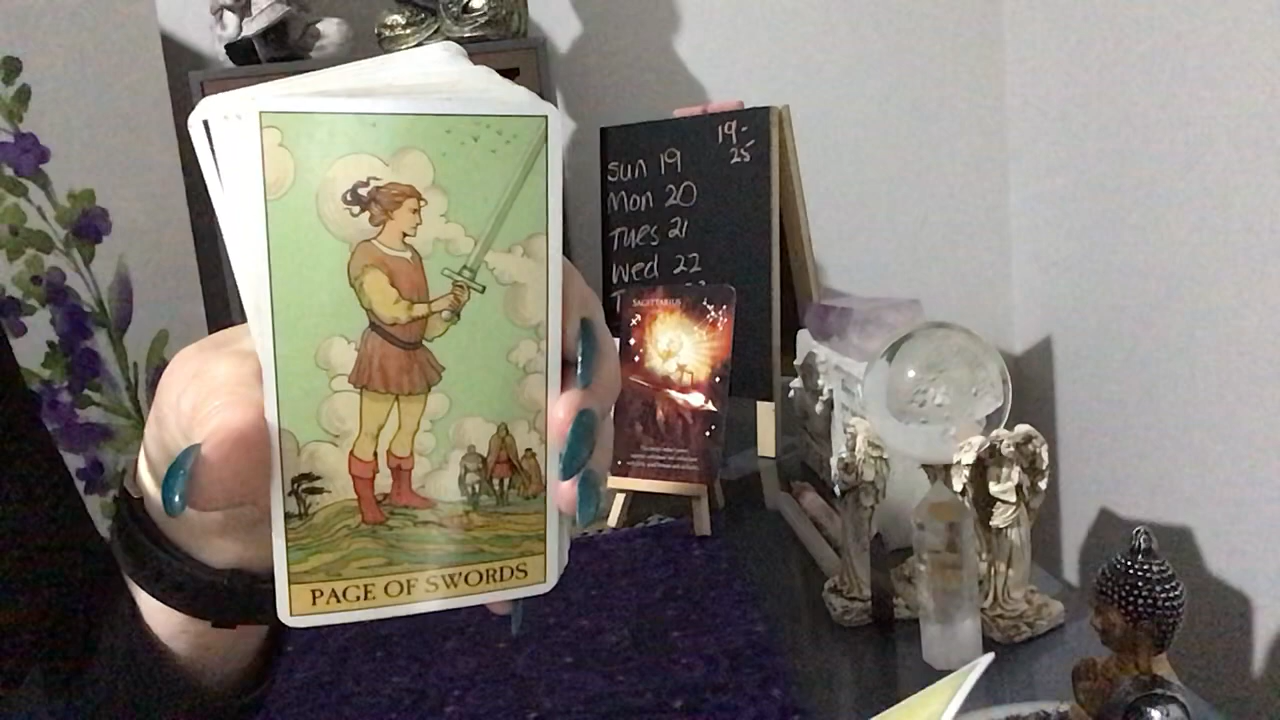 PAGE OF SWORDS
19-
25
Sun 19
Mon 20
Tues 21
Wed 22
T
SAGITTARIUS